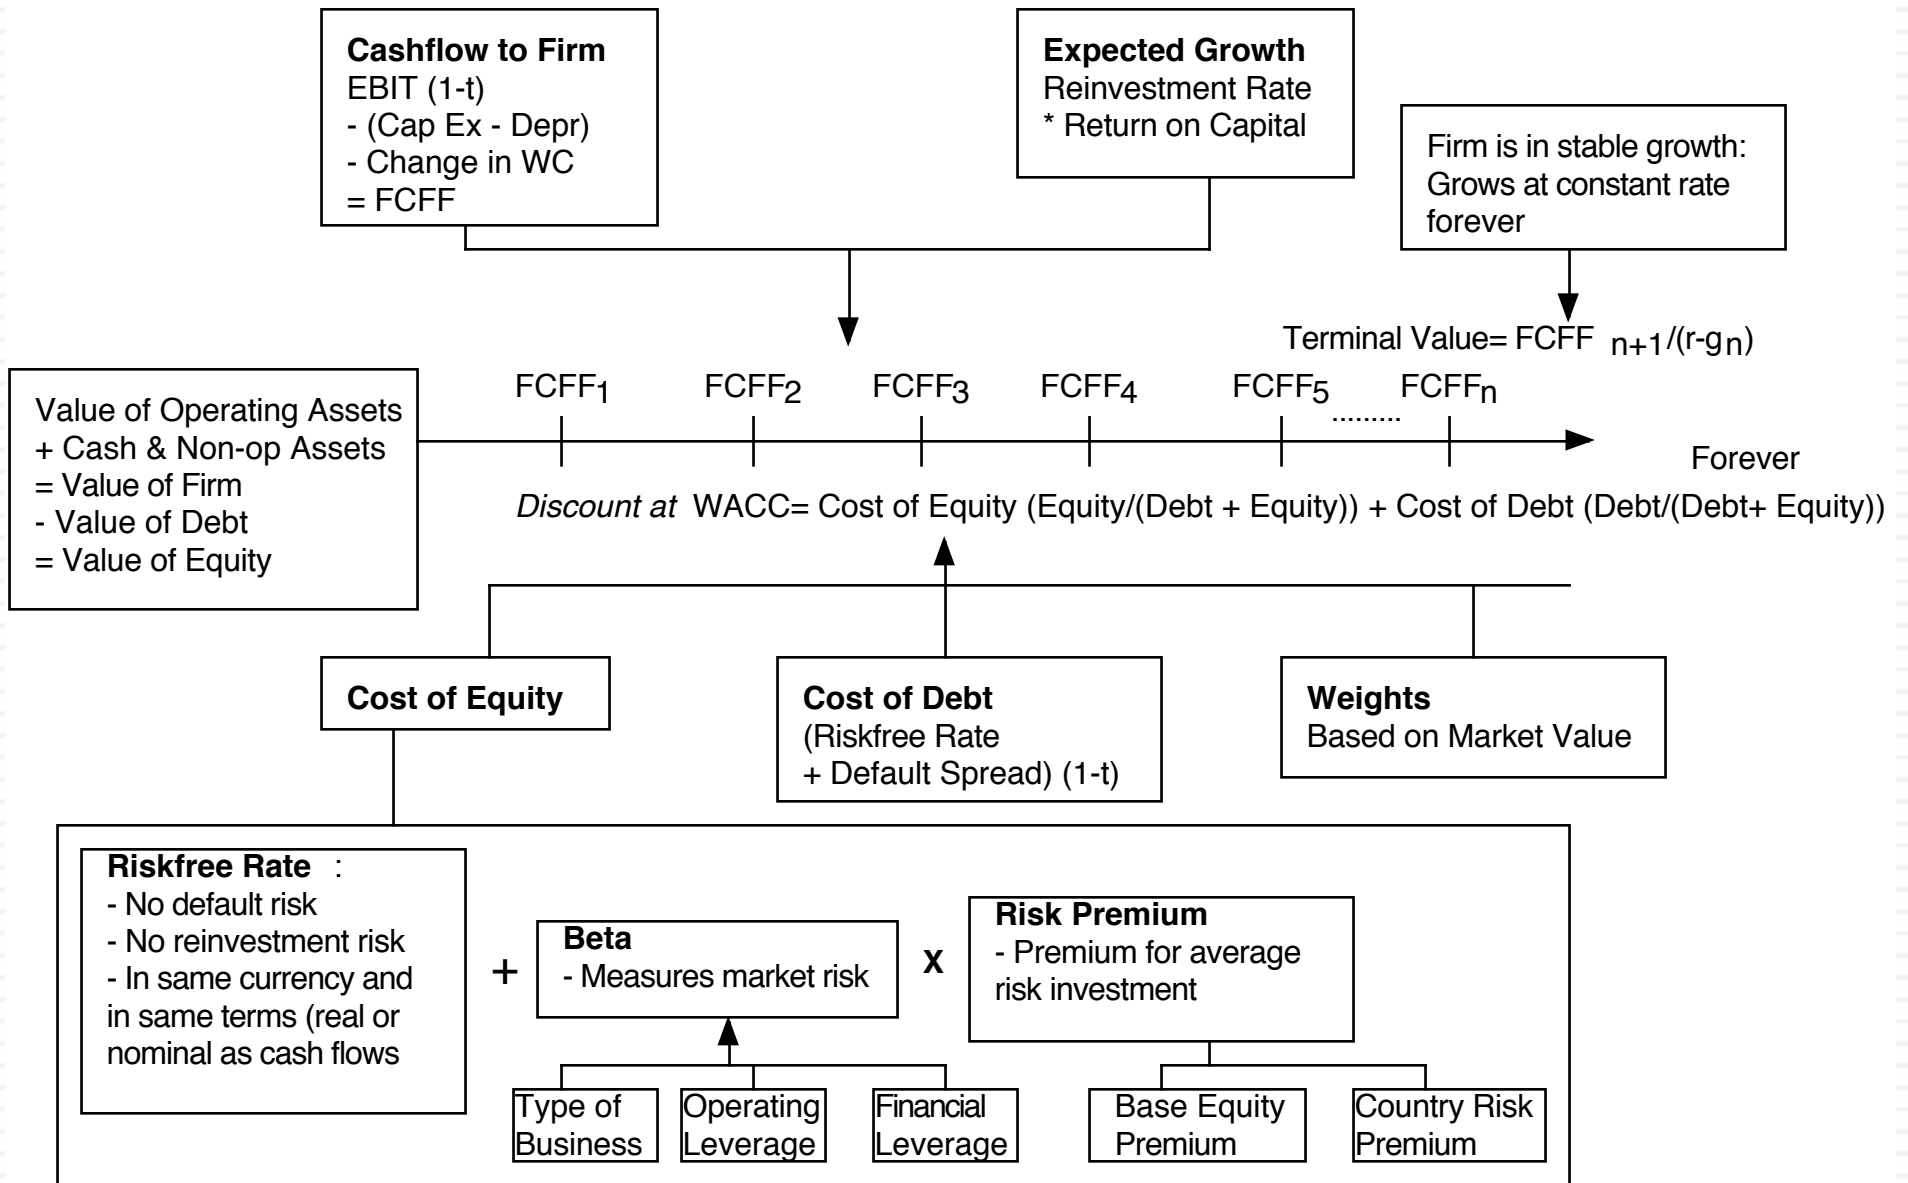 Cashflow to Firm
EBIT (1-t)
- (Cap Ex - Depr)
- Change in WC
= FCFF
Expected Growth
Reinvestment Rate
* Return on Capital
Firm is in stable growth:
Grows at constant rate
forever
Terminal Value= FCFF n+1/(r-gn)
FCFF1 FCFF2 FCFF3 FCFF4 FCFF5 ......... FCFFn
Forever
Value of Operating Assets
+ Cash & Non-op Assets
= Value of Firm
- Value of Debt
= Value of Equity
Discount at WACC= Cost of Equity (Equity/(Debt + Equity)) + Cost of Debt (Debt/(Debt+ Equity))
Cost of Equity
Cost of Debt
(Riskfree Rate
+ Default Spread) (1-t)
Weights
Based on Market Value
Riskfree Rate :
- No default risk
- No reinvestment risk
- In same currency and
in same terms (real or
nominal as cash flows
+
Beta
- Measures market risk
X
Risk Premium
- Premium for average
risk investment
Type of
Business
Operating
Leverage
Financial
Leverage
Base Equity
Premium
Country Risk
Premium